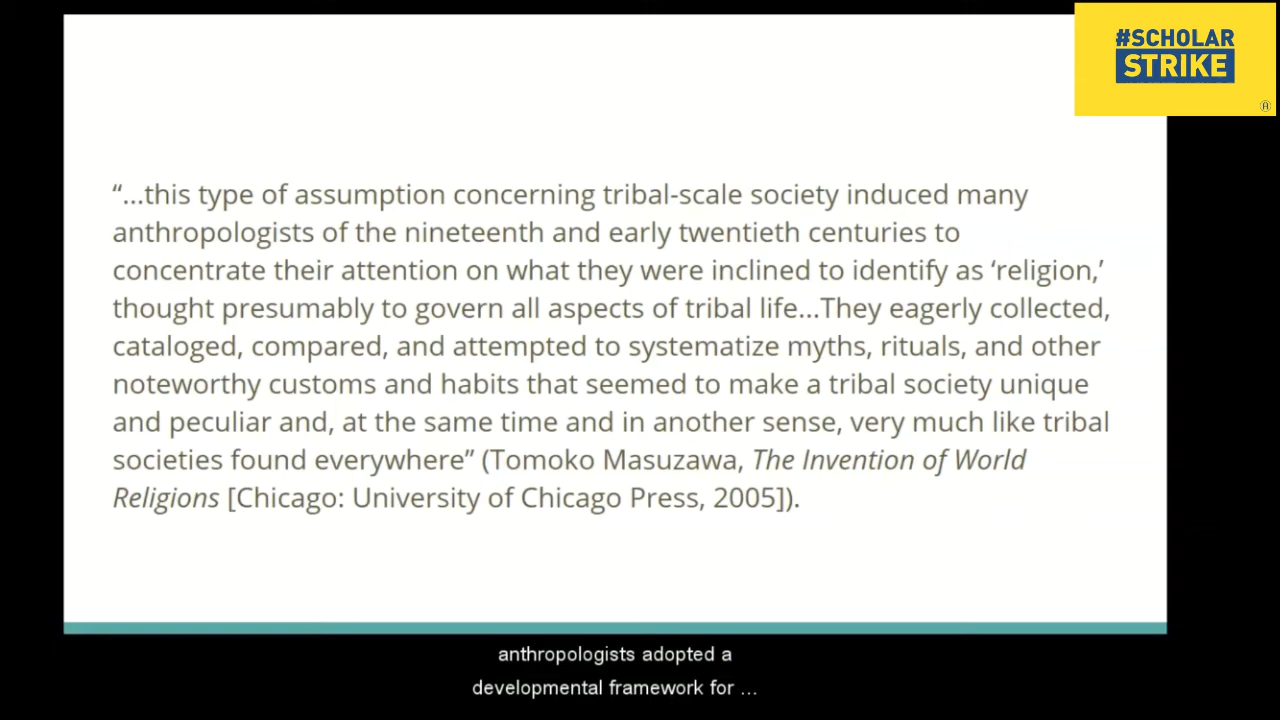 #SCHOLAR
STRIKE
“...this type of assumption concerning tribal-scale society induced many
anthropologists of the nineteenth and early twentieth centuries to
concentrate their attention on what they were inclined to identify as ‘religion,’
thought presumably to govern all aspects of tribal life...They eagerly collected,
cataloged, compared, and attempted to systematize myths, rituals, and other
noteworthy customs and habits that seemed to make a tribal society unique
and peculiar and, at the same time and in another sense, very much like tribal
societies found everywhere” (Tomoko Masuzawa, The Invention of World
Religions [Chicago: University of Chicago Press, 2005]).
anthropologists adopted a
developmental framework for ...